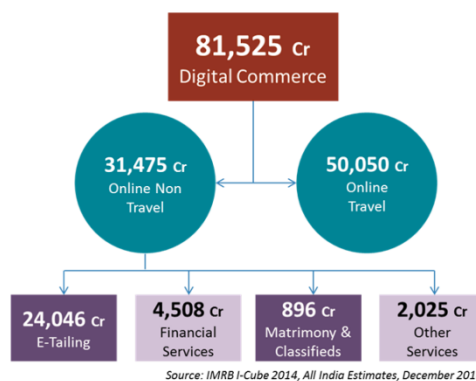 81,525 Cr
Digital Commerce
31,475 Cr
Online Non
Travel
50,050 Cr
Online
Travel
24,046 Cr
E-Tailing
4,508 Cr
Financial
Services
896 Cr
Matrimony &
Classifieds
2,025 Cr
Other
Services
Source: IMRB I-Cube 2014, All India Estimates, December 201